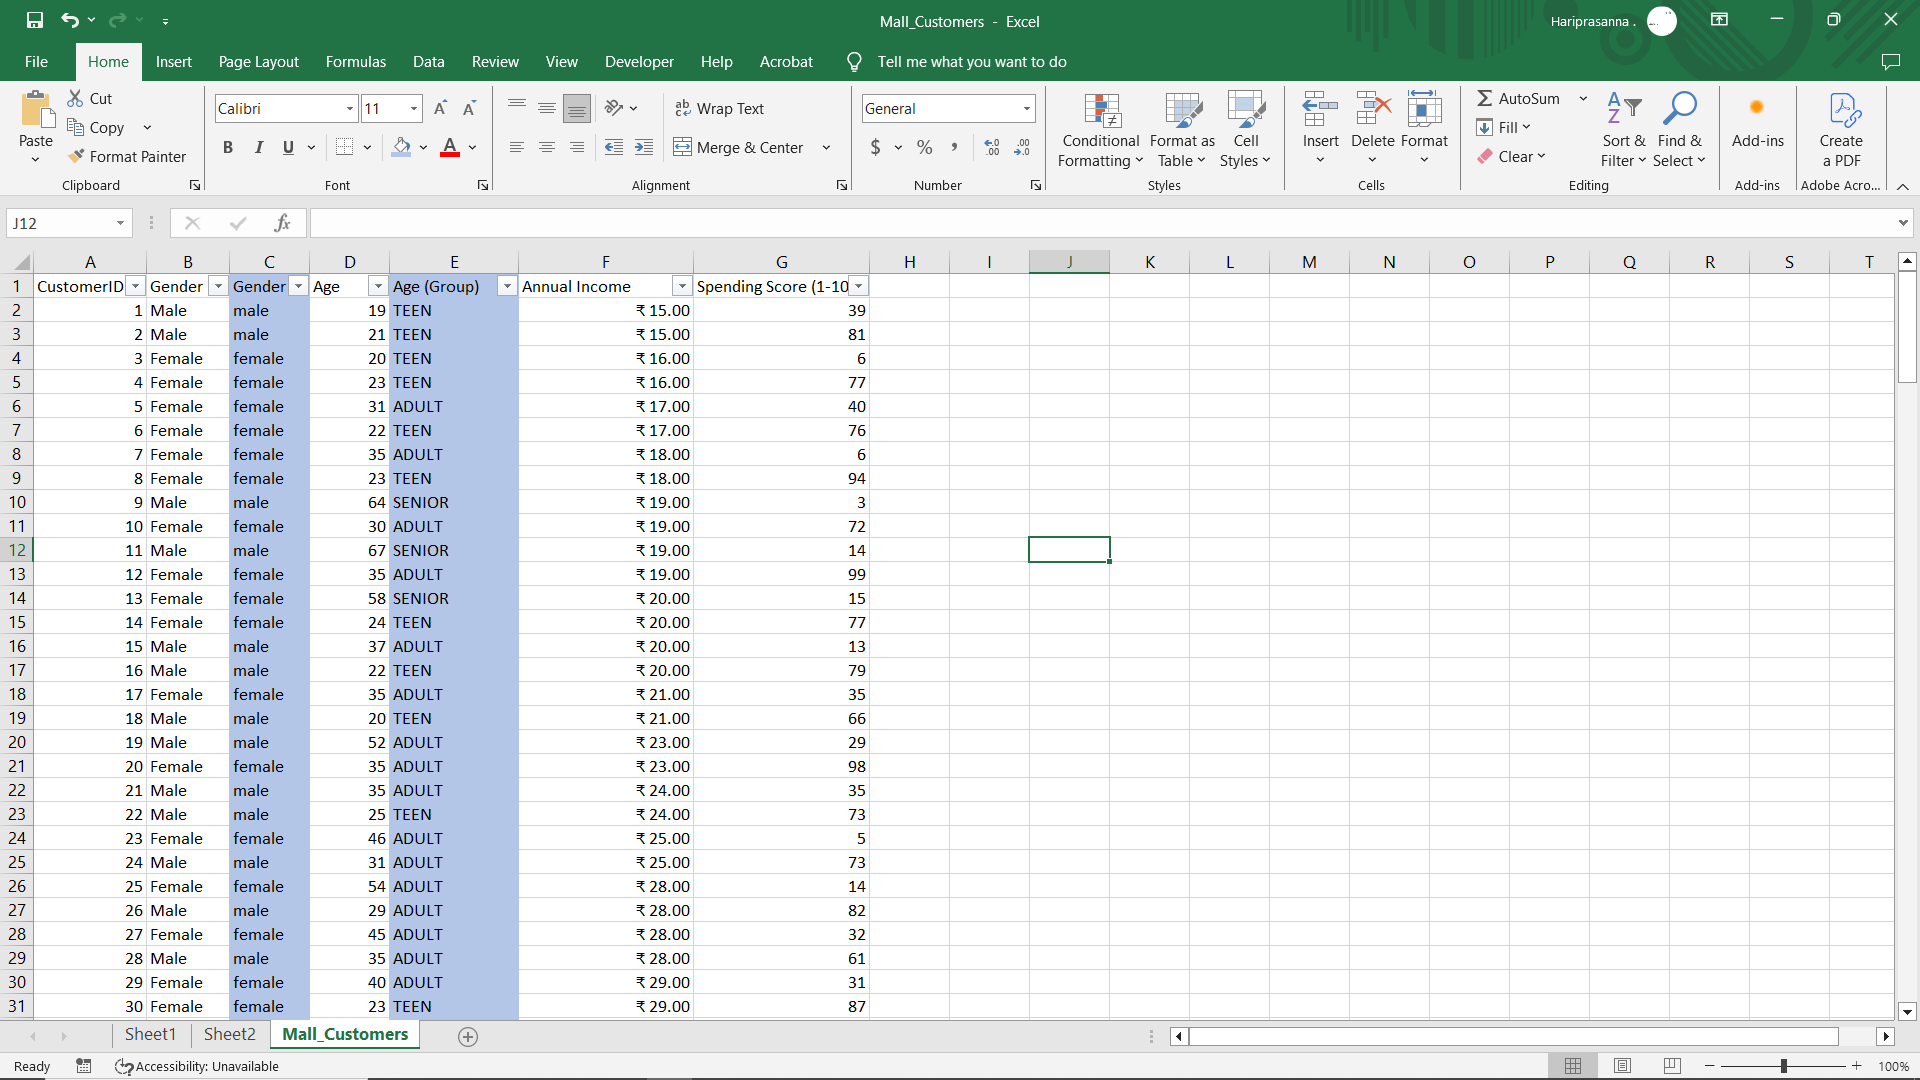 Mall_Customers - Excel
Hariprasanna .
File Home Insert Page Layout Formulas Data Review View Developer Help Acrobat Tell me what you want to do
Paste
Cut
Copy
Format Painter
Clipboard
Calibri 11
B I U
Font
Wrap Text
Merge & Center
Alignment
General
$ % ,
Number
Conditional Formatting
Format as Table
Cell Styles
Styles
Insert Delete Format
Cells
AutoSum
Fill
Clear
Sort & Filter
Find & Select
Editing
Add-ins
Add-ins
Create a PDF
Adobe Acro...
J12 fx
A B C D E F G H I J K L M N O P Q R S T
1 CustomerID Gender Gender Age Age (Group) Annual Income Spending Score (1-10
2 1 Male male 19 TEEN ₹ 15.00 39
3 2 Male male 21 TEEN ₹ 15.00 81
4 3 Female female 20 TEEN ₹ 16.00 6
5 4 Female female 23 TEEN ₹ 16.00 77
6 5 Female female 31 ADULT ₹ 17.00 40
7 6 Female female 22 TEEN ₹ 17.00 76
8 7 Female female 35 ADULT ₹ 18.00 6
9 8 Female female 23 TEEN ₹ 18.00 94
10 9 Male male 64 SENIOR ₹ 19.00 3
11 10 Female female 30 ADULT ₹ 19.00 72
12 11 Male male 67 SENIOR ₹ 19.00 14
13 12 Female female 35 ADULT ₹ 19.00 99
14 13 Female female 58 SENIOR ₹ 20.00 15
15 14 Female female 24 TEEN ₹ 20.00 77
16 15 Male male 37 ADULT ₹ 20.00 13
17 16 Male male 22 TEEN ₹ 20.00 79
18 17 Female female 35 ADULT ₹ 21.00 35
19 18 Male male 20 TEEN ₹ 21.00 66
20 19 Male male 52 ADULT ₹ 23.00 29
21 20 Female female 35 ADULT ₹ 23.00 98
22 21 Male male 35 ADULT ₹ 24.00 35
23 22 Male male 25 TEEN ₹ 24.00 73
24 23 Female female 46 ADULT ₹ 25.00 5
25 24 Male male 31 ADULT ₹ 25.00 73
26 25 Female female 54 ADULT ₹ 28.00 14
27 26 Male male 29 ADULT ₹ 28.00 82
28 27 Female female 45 ADULT ₹ 28.00 32
29 28 Male male 35 ADULT ₹ 28.00 61
30 29 Female female 40 ADULT ₹ 29.00 31
31 30 Female female 23 TEEN ₹ 29.00 87
Sheet1 Sheet2 Mall_Customers
Ready Accessibility: Unavailable 100%